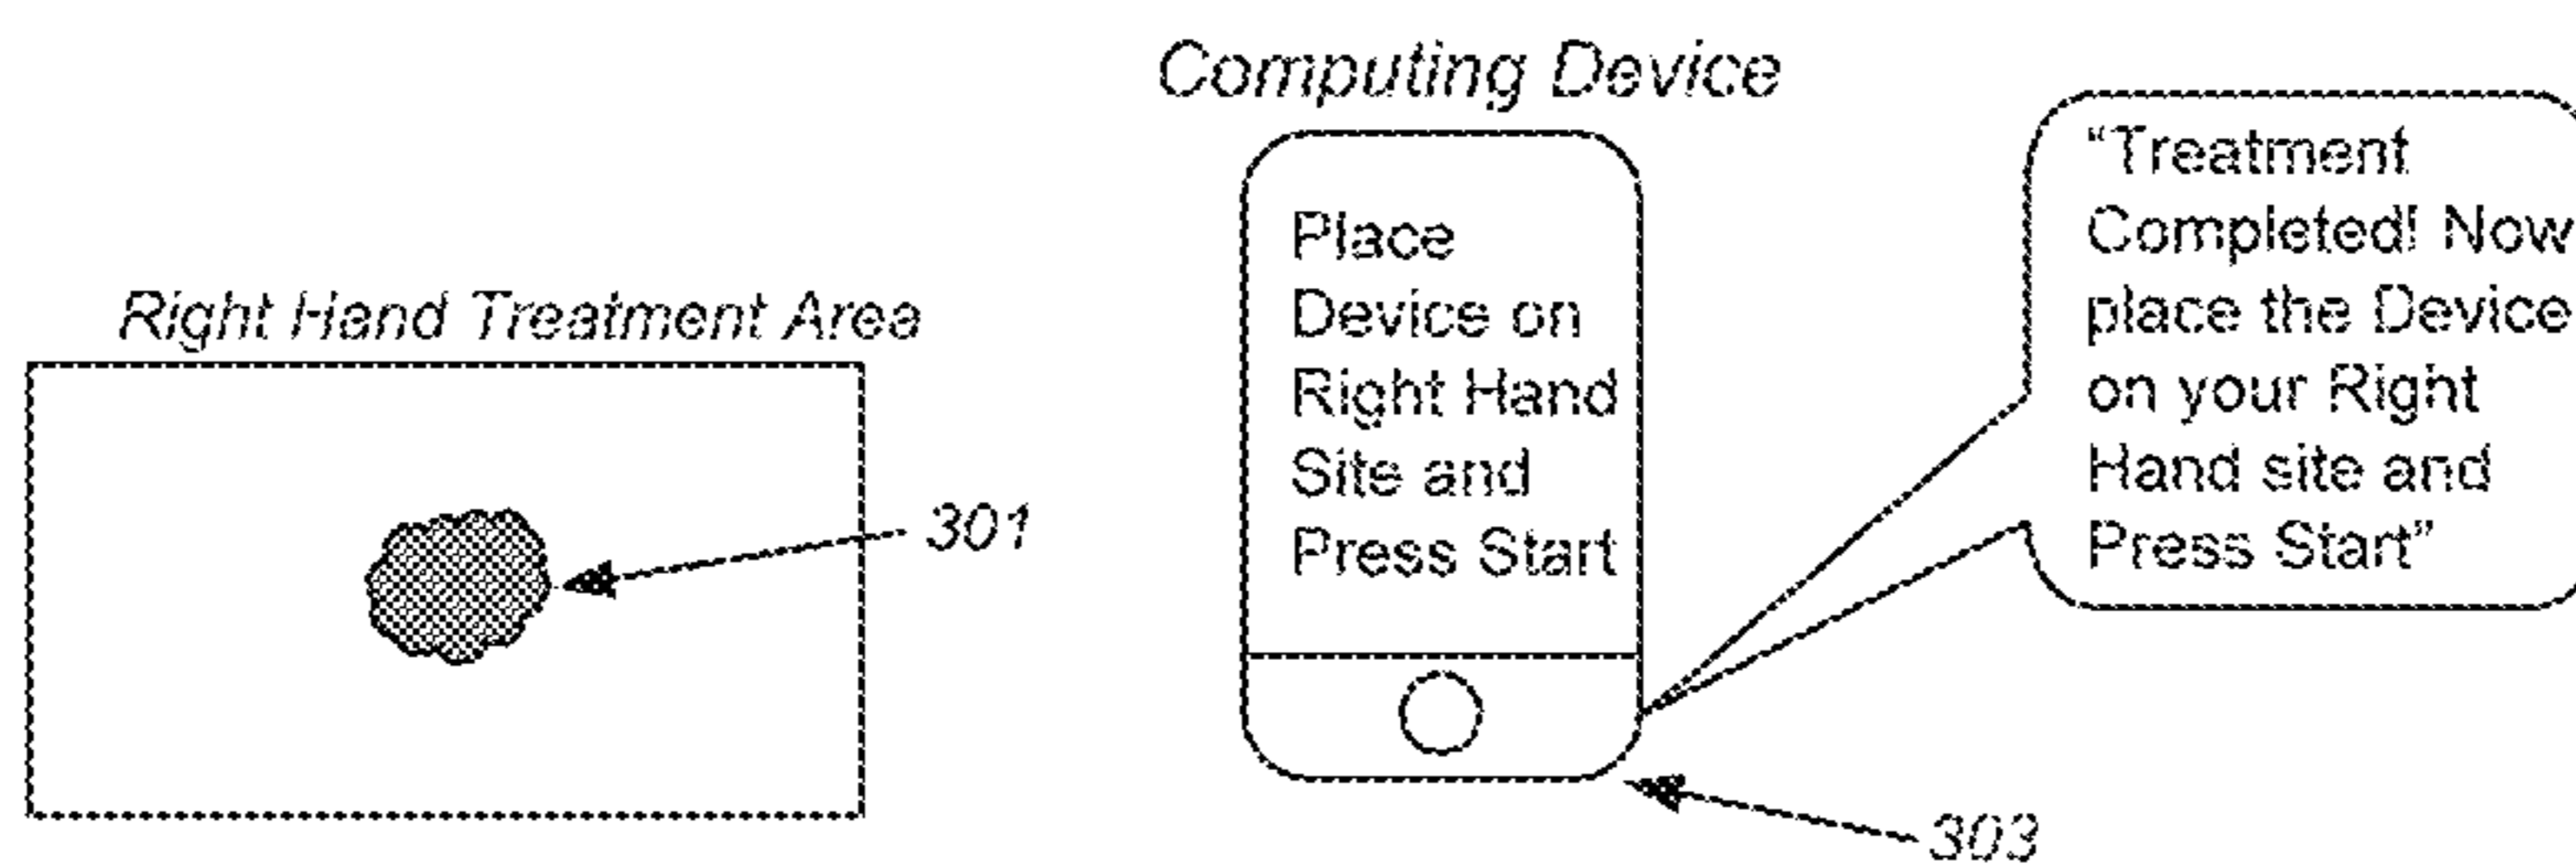 Computing Device
Right Hand Treatment Area
301
Place
Device on
Right Hand
Site and
Press Start
303
“Treatment
Completed! Now
place the Device
on your Right
Hand site and
Press Start”